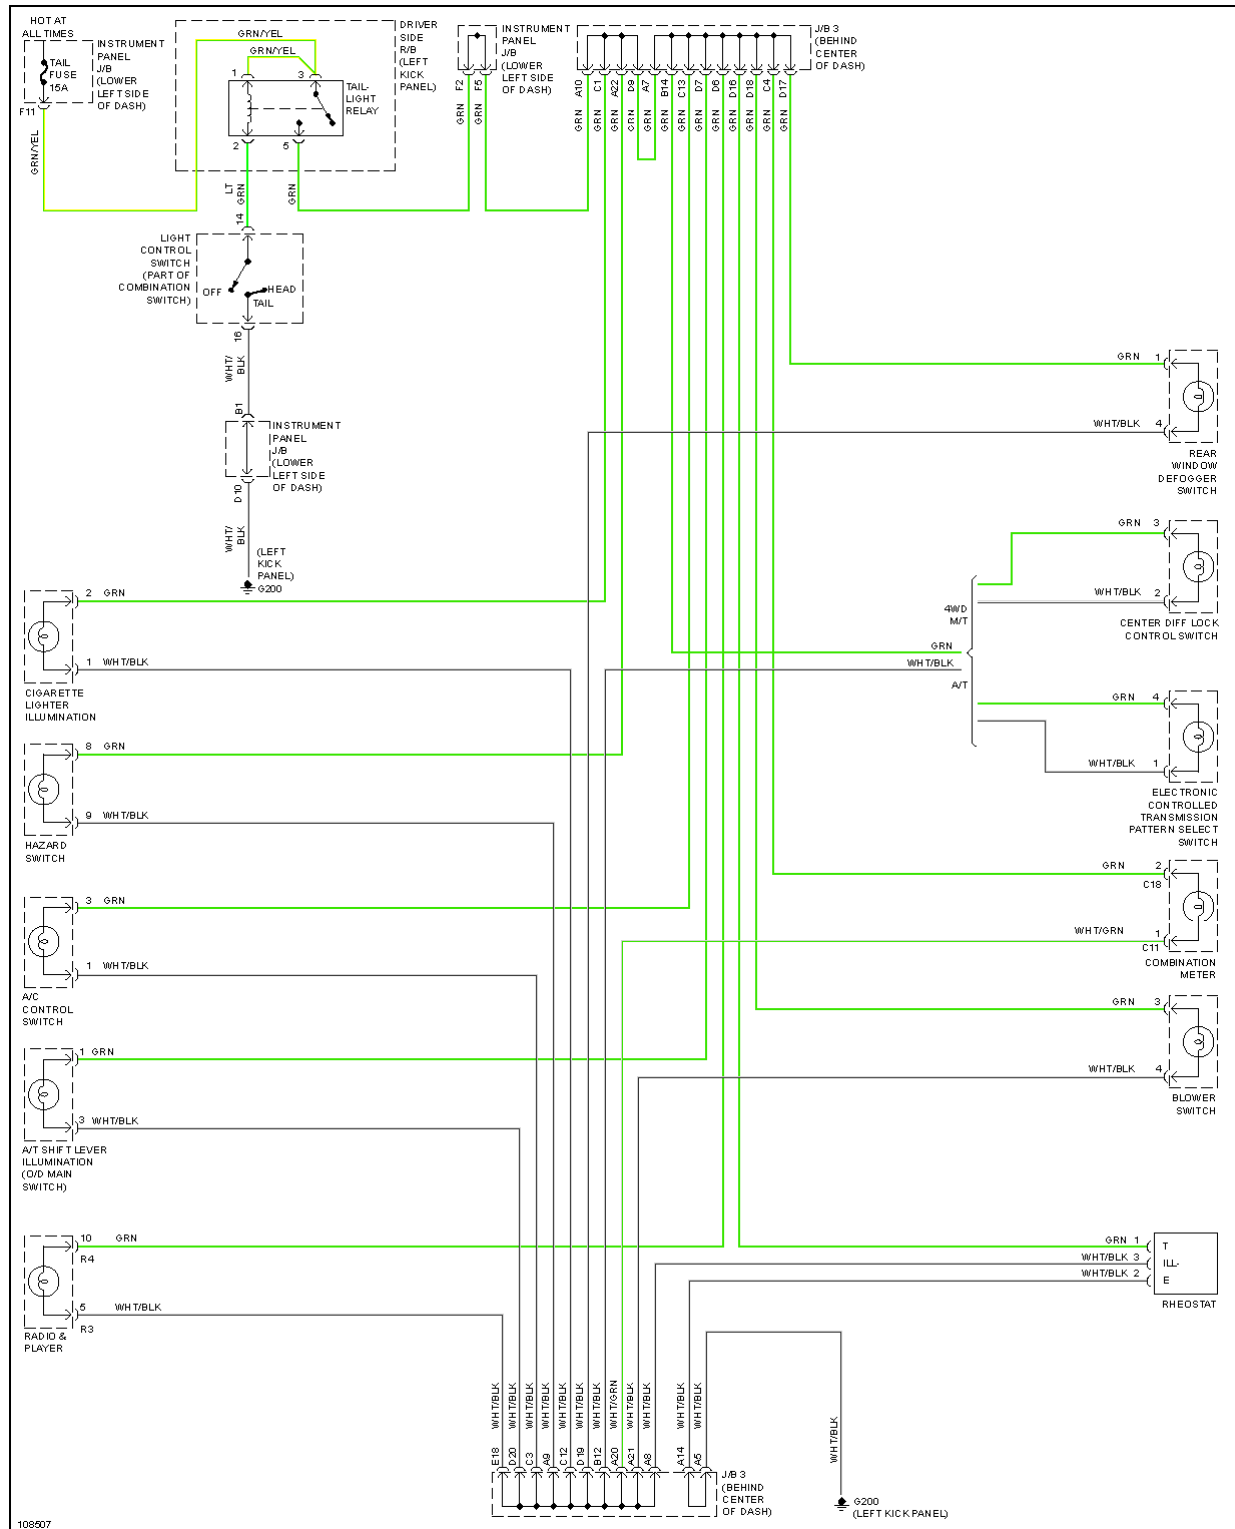 HOT AT
ALL TIMES
TAIL
FUSE
15A
INSTRUMENT
PANEL
J/B
(LOWER
LEFT SIDE
OF DASH)
F11
GRN/YEL
GRN/YEL
GRN/YEL
1
3
2
5
TAIL-
LIGHT
RELAY
DRIVER
SIDE
R/B
(LEFT
KICK
PANEL)
LT
GRN
GRN
14
LIGHT
CONTROL
SWITCH
(PART OF
COMBINATION
SWITCH)
OFF
HEAD
TAIL
16
WHT/
BLK
B1
INSTRUMENT
PANEL
J/B
(LOWER
LEFT SIDE
OF DASH)
D10
WHT/
BLK
(LEFT
KICK
PANEL)
G200
INSTRUMENT
PANEL
J/B
(LOWER
LEFT SIDE
OF DASH)
F2
F5
GRN
GRN
J/B 3
(BEHIND
CENTER
OF DASH)
A10
C1
A22
D9
A7
B14
C13
D7
D6
D16
D18
C4
D17
GRN
GRN
GRN
GRN
GRN
GRN
GRN
GRN
GRN
GRN
GRN
GRN
GRN
2 GRN
1 WHT/BLK
CIGARETTE
LIGHTER
ILLUMINATION
8 GRN
9 WHT/BLK
HAZARD
SWITCH
3 GRN
1 WHT/BLK
A/C
CONTROL
SWITCH
1 GRN
3 WHT/BLK
A/T SHIFT LEVER
ILLUMINATION
(O/D MAIN
SWITCH)
10 GRN
R4
5 WHT/BLK
R3
RADIO &
PLAYER
GRN 1
WHT/BLK 4
REAR
WINDOW
DEFOGGER
SWITCH
GRN 3
WHT/BLK 2
CENTER DIFF LOCK
CONTROL SWITCH
4WD
M/T
GRN
WHT/BLK
A/T
GRN 4
WHT/BLK 1
ELECTRONIC
CONTROLLED
TRANSMISSION
PATTERN SELECT
SWITCH
GRN 2
C18
WHT/GRN 1
C11
COMBINATION
METER
GRN 3
WHT/BLK 4
BLOWER
SWITCH
GRN 1 T
WHT/BLK 3 ILL-
WHT/BLK 2 E
RHEOSTAT
WHT/BLK
WHT/BLK
WHT/BLK
WHT/BLK
WHT/BLK
WHT/BLK
WHT/BLK
WHT/GRN
WHT/BLK
WHT/BLK
WHT/BLK
WHT/BLK
E18
D20
C3
A9
C12
D19
B12
A20
A21
A8
A14
A5
J/B 3
(BEHIND
CENTER
OF DASH)
WHT/BLK
G200
(LEFT KICK PANEL)
108507